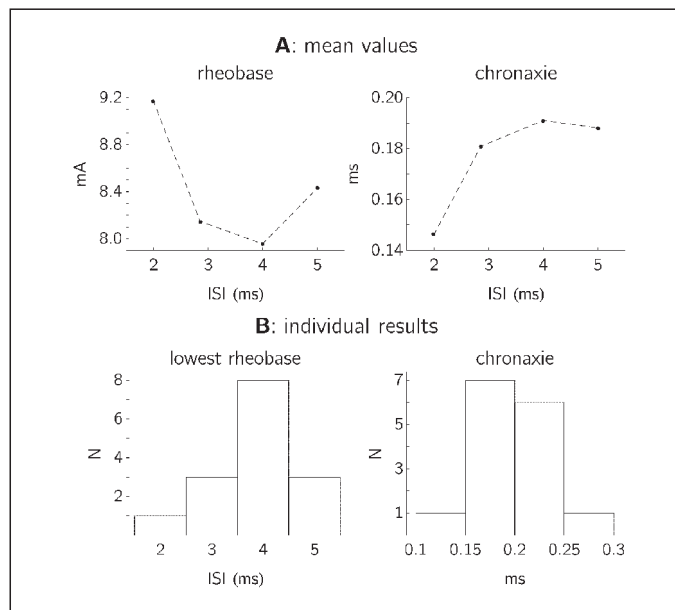 A: mean values
rheobase
chronaxie
9.2
8.8
8.4
8.0
mA
2 3 4 5
ISI (ms)
0.20
0.18
0.16
0.14
ms
2 3 4 5
ISI (ms)
B: individual results
lowest rheobase
chronaxie
8
6
4
2
N
2 3 4 5
ISI (ms)
7
5
3
1
N
0.1 0.15 0.2 0.25 0.3
ms